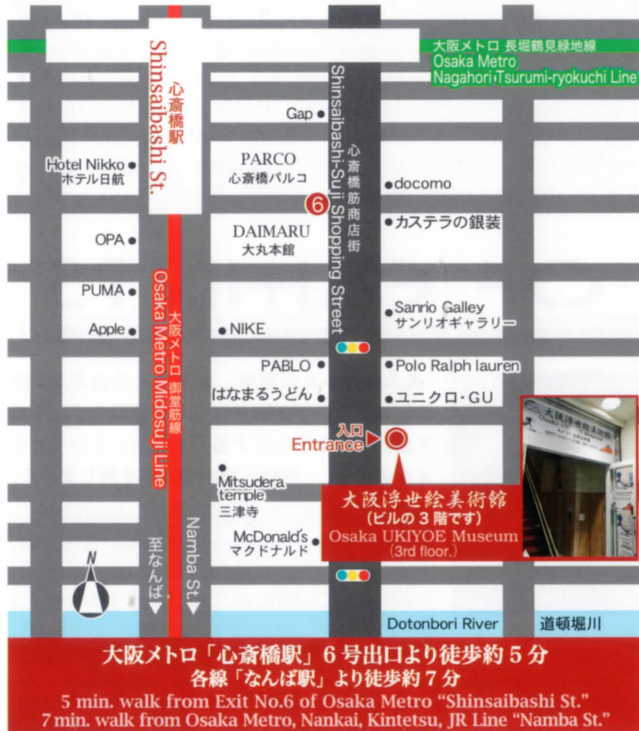 大阪メトロ 長堀鶴見緑地線
Osaka Metro
Nagahori・Tsurumi-ryokuchi Line
心斎橋駅
Shinsaibashi St.
Gap
Shinsaibashi-Suji Shopping Street
心斎橋筋商店街
Hotel Nikko
ホテル日航
PARCO
心斎橋パルコ
docomo
6
カステラの銀装
OPA
DAIMARU
大丸本館
PUMA
Apple
大阪メトロ 御堂筋線
Osaka Metro Midosuji Line
NIKE
Sanrio Galley
サンリオギャラリー
PABLO
Polo Ralph lauren
はなまるうどん
ユニクロ・GU
入口
Entrance
大阪浮世絵美術館
Mitsudera
temple
三津寺
大阪浮世絵美術館
(ビルの3階です)
Osaka UKIYOE Museum
(3rd floor.)
McDonald's
マクドナルド
N
至なんば
Namba St.
Dotonbori River
道頓堀川
大阪メトロ「心斎橋駅」6号出口より徒歩約5分
各線「なんば駅」より徒歩約7分
5 min. walk from Exit No.6 of Osaka Metro “Shinsaibashi St.”
7 min. walk from Osaka Metro, Nankai, Kintetsu, JR Line “Namba St.”